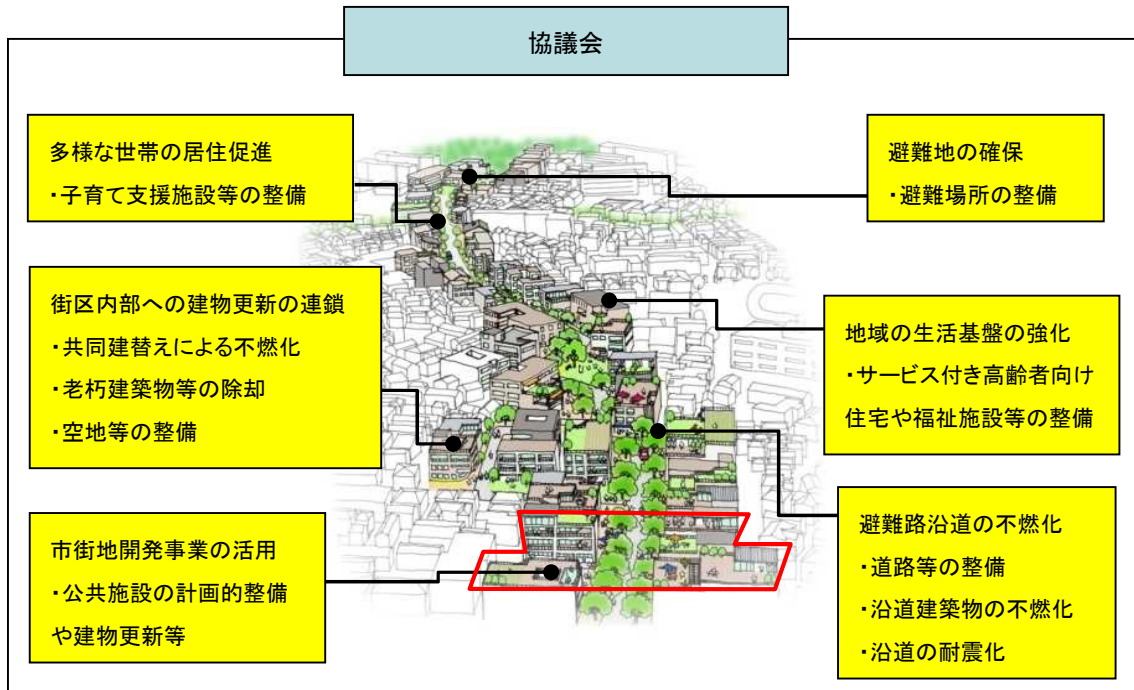 協議会
多様な世帯の居住促進
・子育て支援施設等の整備
避難地の確保
・避難場所の整備
街区内部への建物更新の連鎖
・共同建替えによる不燃化
・老朽建築物等の除却
・空地等の整備
地域の生活基盤の強化
・サービス付き高齢者向け
住宅や福祉施設等の整備
市街地開発事業の活用
・公共施設の計画的整備
や建物更新等
避難路沿道の不燃化
・道路等の整備
・沿道建築物の不燃化
・沿道の耐震化